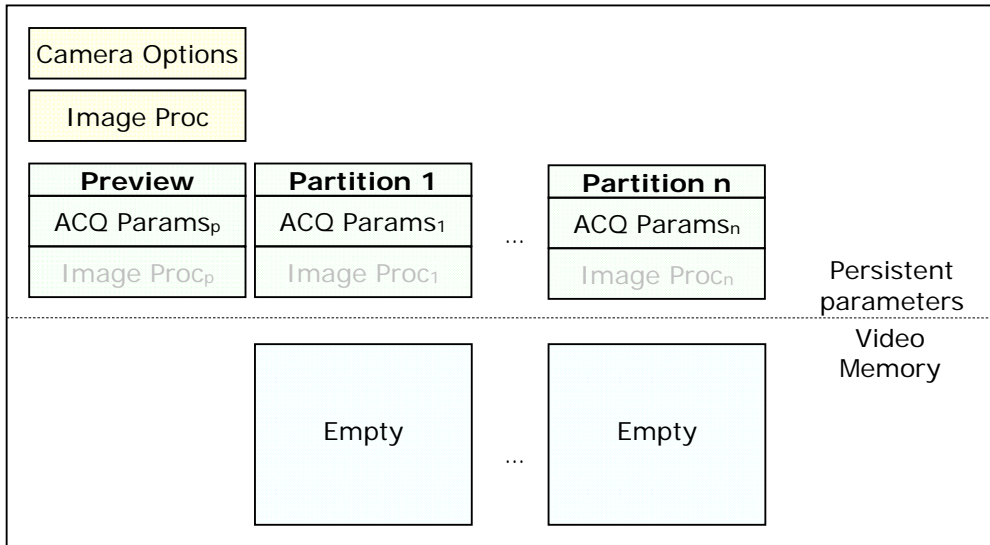 Camera Options
Image Proc
Preview
Partition 1
Partition n
ACQ Paramsₚ
ACQ Params₁
...
ACQ Paramsₙ
Image Procₚ
Image Proc₁
Image Procₙ
Persistent
parameters
Video
Memory
Empty
...
Empty